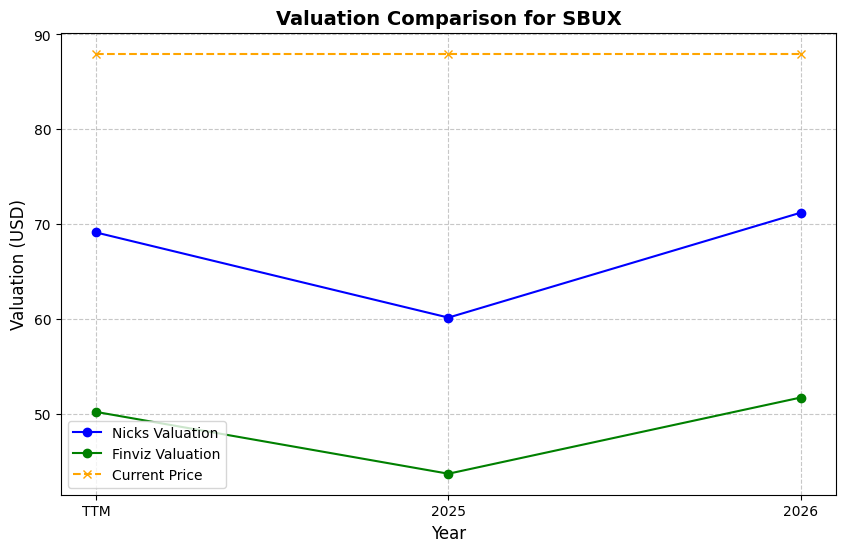 Valuation Comparison for SBUX
Valuation (USD)
90
80
70
60
50
Nicks Valuation
Finviz Valuation
Current Price
TTM
2025
2026
Year